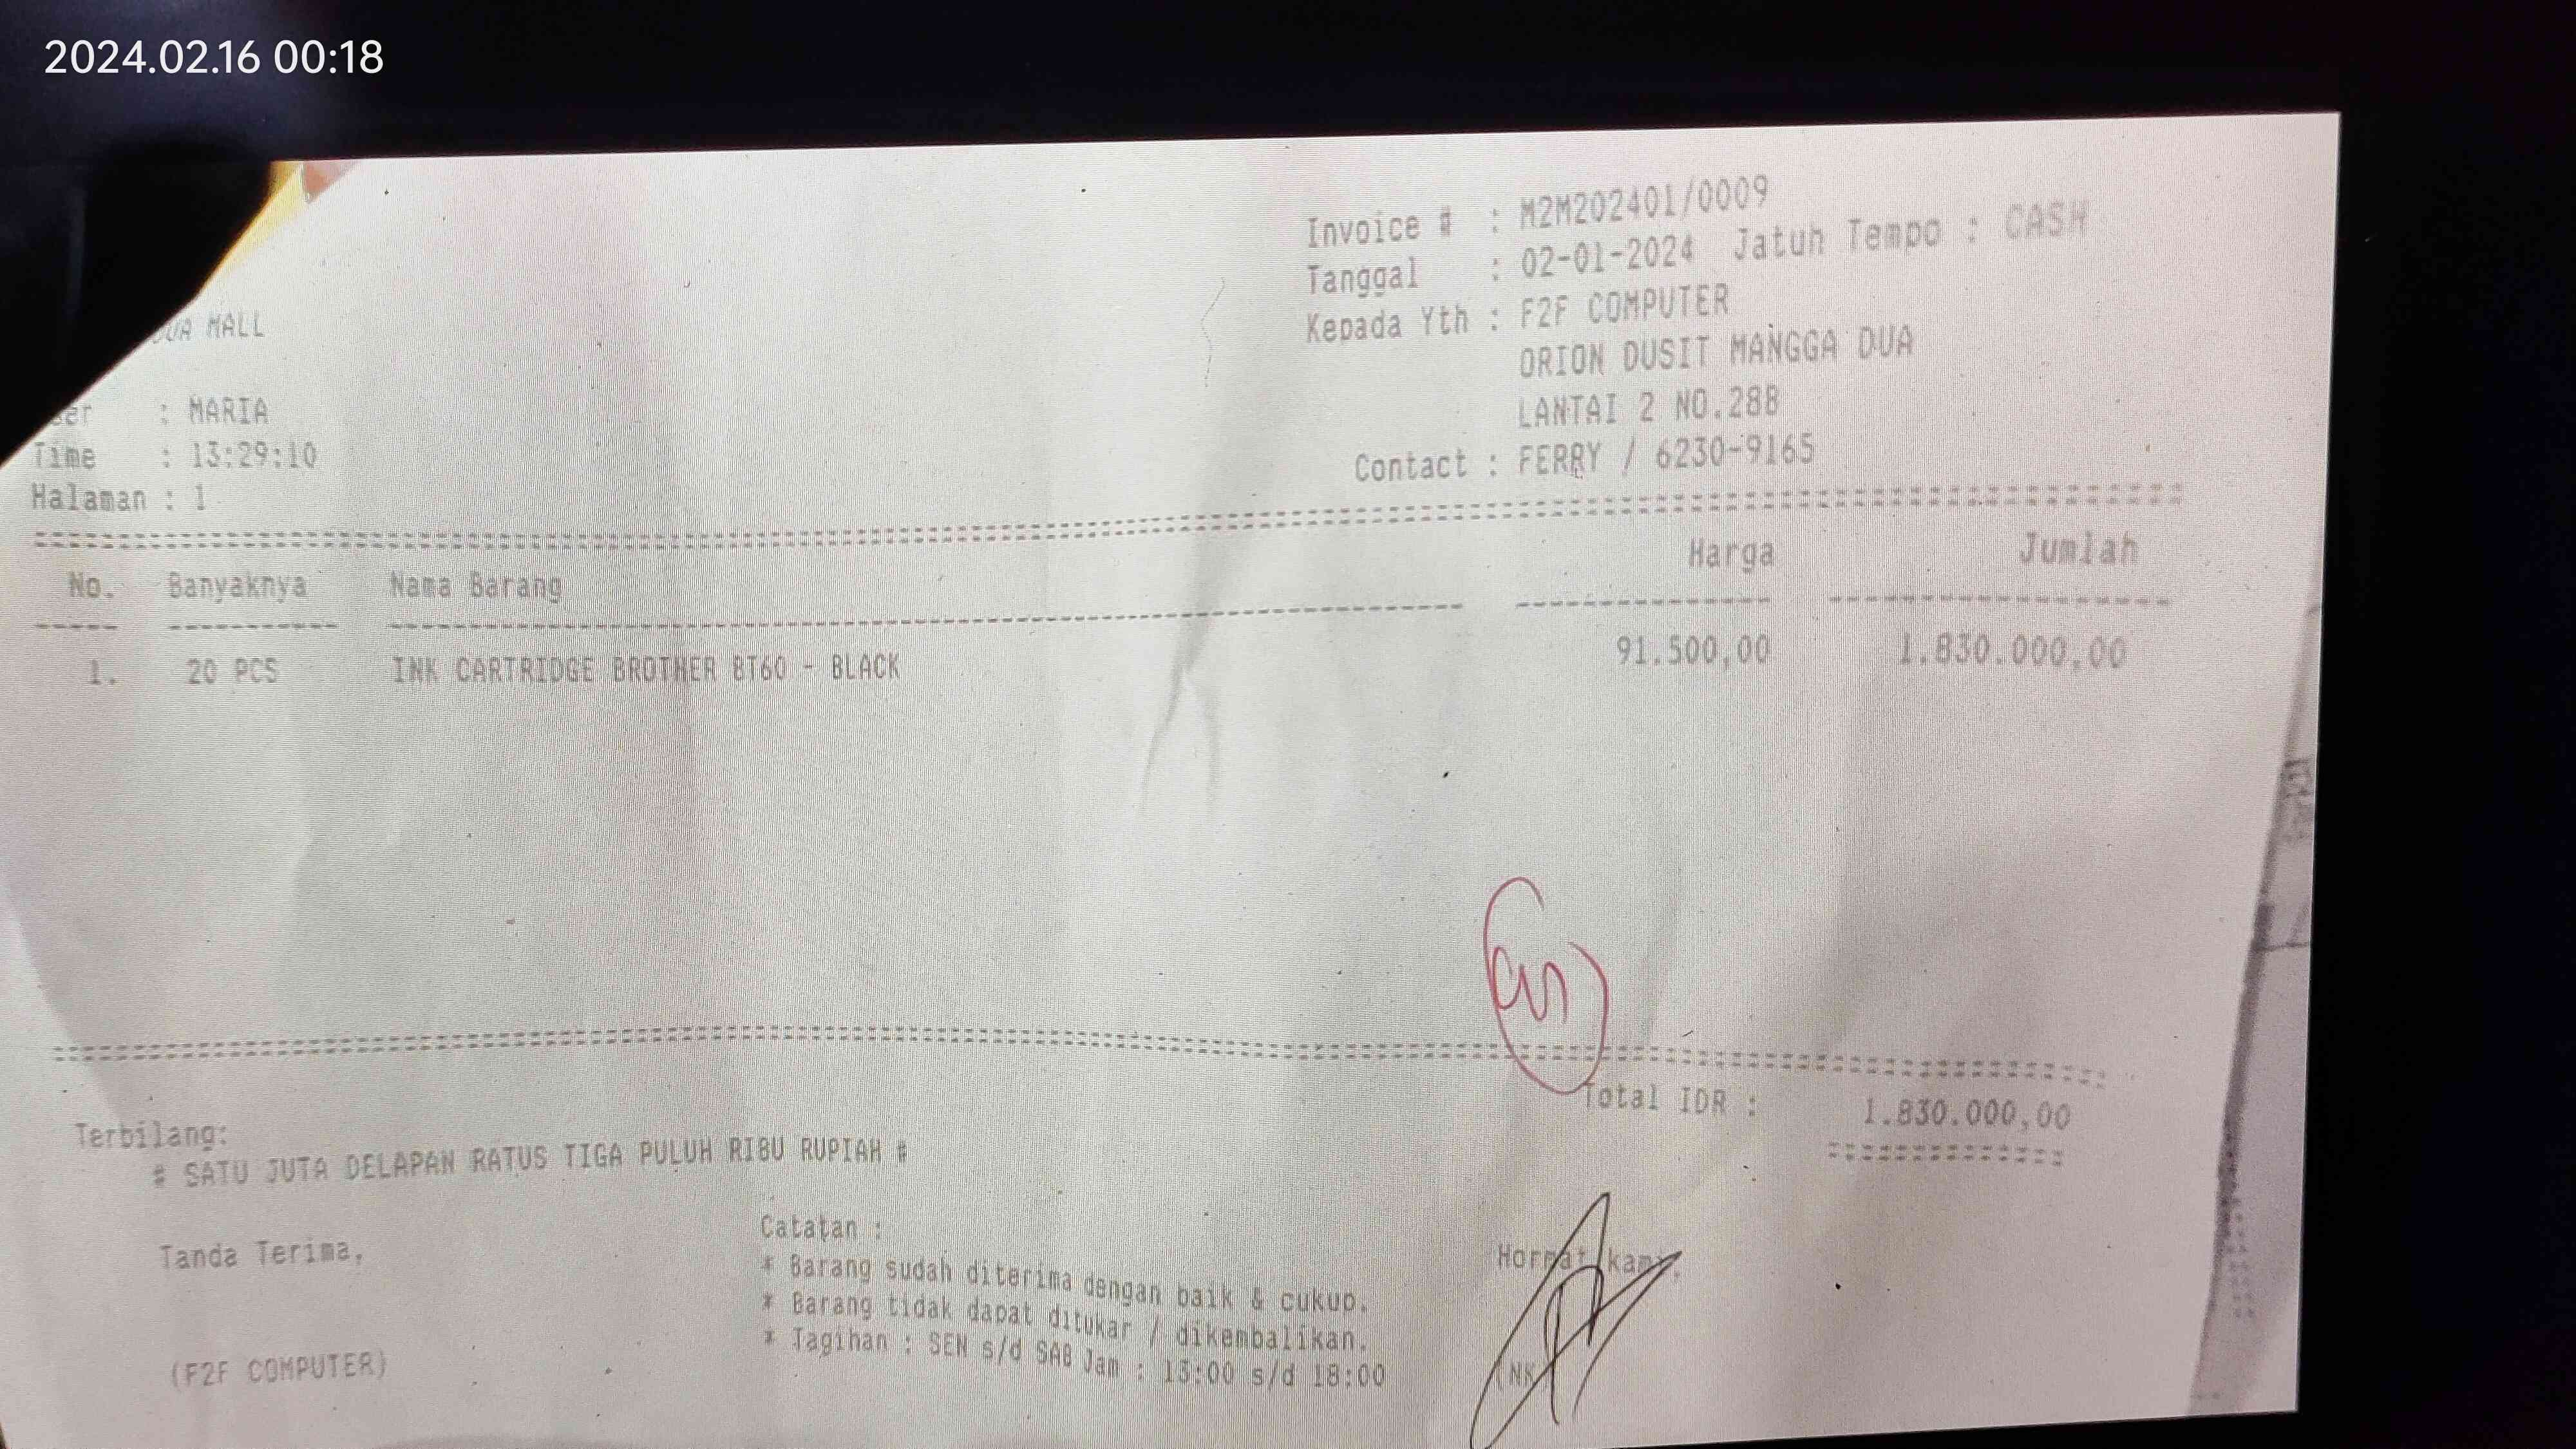 2024.02.16 00:18
Invoice # : M2M202401/0009
Tanggal : 02-01-2024 Jatuh Tempo : CASH
Kepada Yth : F2F COMPUTER
ORION DUSIT MANGGA DUA
LANTAI 2 NO.28B
Contact : FERRY / 6230-9165
DUA MALL
: MARIA
Time : 13:29:10
Halaman : 1
No. Banyaknya Nama Barang Harga Jumlah
1. 20 PCS INK CARTRIDGE BROTHER BT60 - BLACK 91.500,00 1.830.000,00
Total IDR : 1.830.000,00
Terbilang:
# SATU JUTA DELAPAN RATUS TIGA PULUH RIBU RUPIAH #
Tanda Terima,
Catatan :
* Barang sudah diterima dengan baik & cukup.
* Barang tidak dapat ditukar / dikembalikan.
* Tagihan : SEN s/d SAB Jam : 13:00 s/d 18:00
Hormat kami,
(F2F COMPUTER)